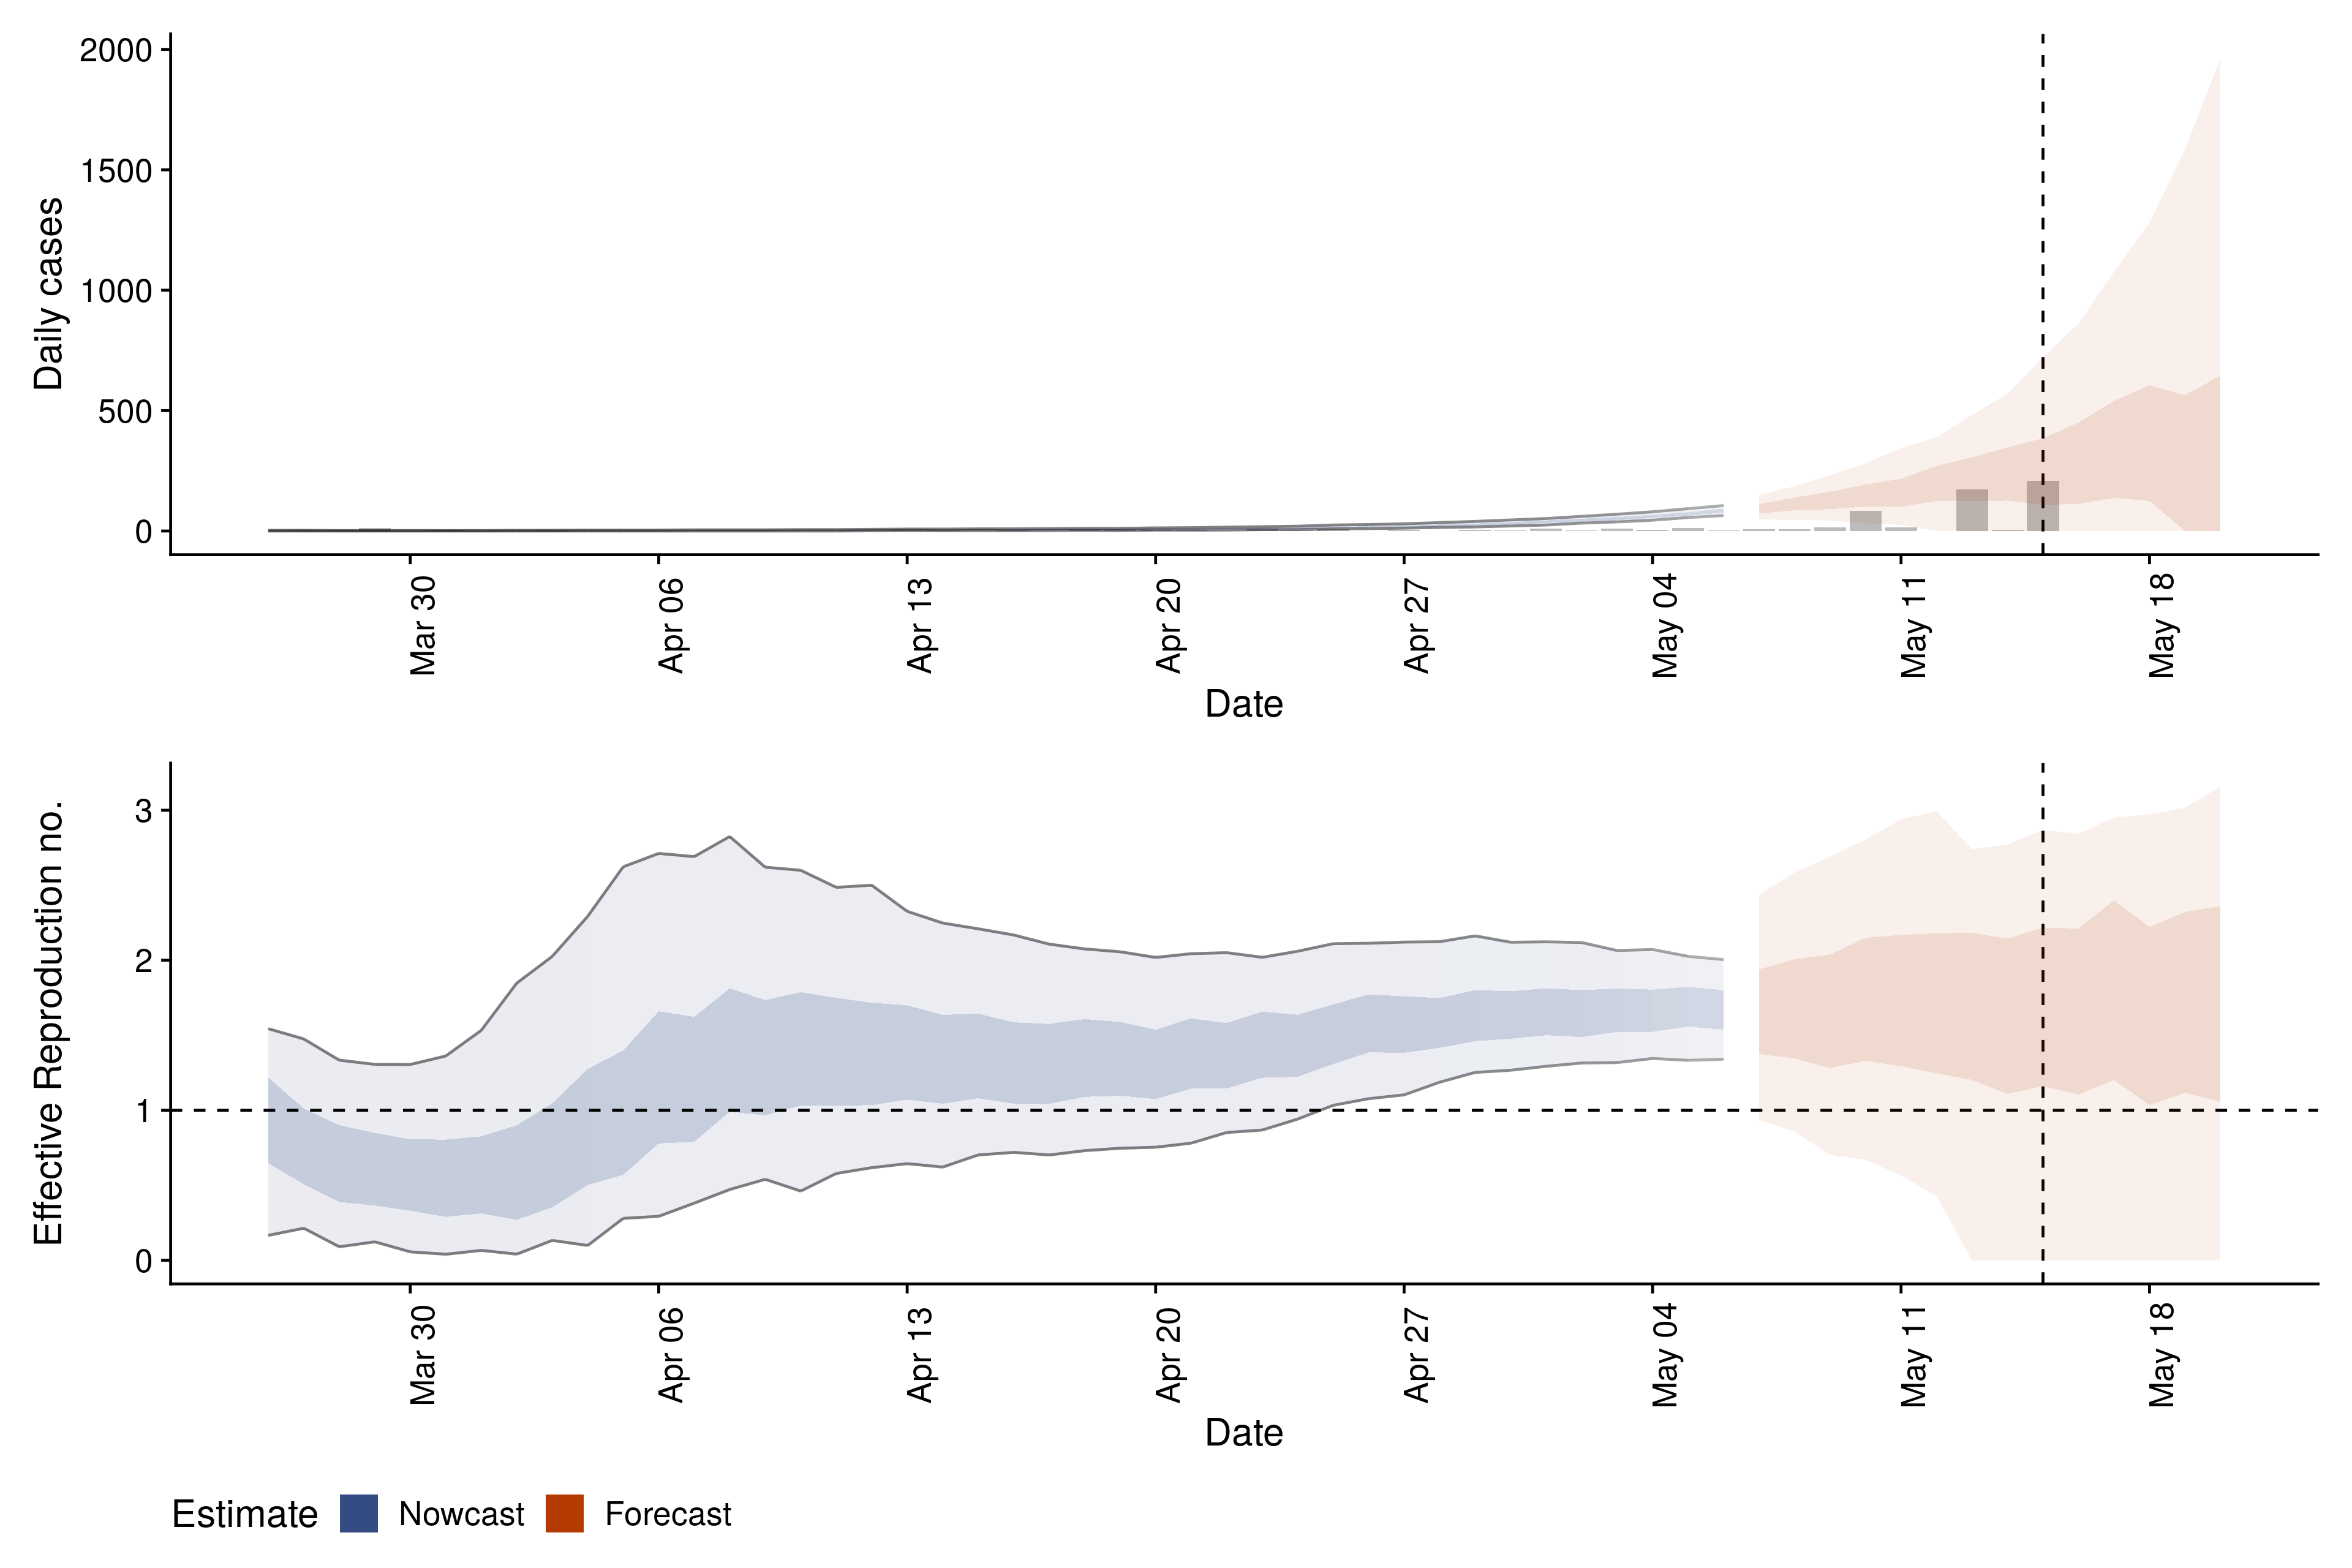 Daily cases
2000
1500
1000
500
0
Mar 30
Apr 06
Apr 13
Apr 20
Apr 27
May 04
May 11
May 18
Date
Effective Reproduction no.
3
2
1
0
Mar 30
Apr 06
Apr 13
Apr 20
Apr 27
May 04
May 11
May 18
Date
Estimate Nowcast Forecast